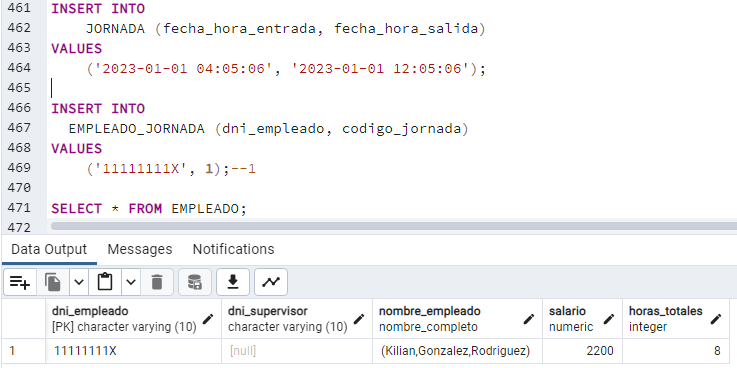 461 INSERT INTO
462 JORNADA (fecha_hora_entrada, fecha_hora_salida)
463 VALUES
464 ('2023-01-01 04:05:06', '2023-01-01 12:05:06');
465
466 INSERT INTO
467 EMPLEADO_JORNADA (dni_empleado, codigo_jornada)
468 VALUES
469 ('11111111X', 1);--1
470
471 SELECT * FROM EMPLEADO;
472
Data Output Messages Notifications
dni_empleado dni_supervisor nombre_empleado salario horas_totales
[PK] character varying (10) character varying (10) nombre_completo numeric integer
1 11111111X [null] (Kilian,Gonzalez,Rodriguez) 2200 8